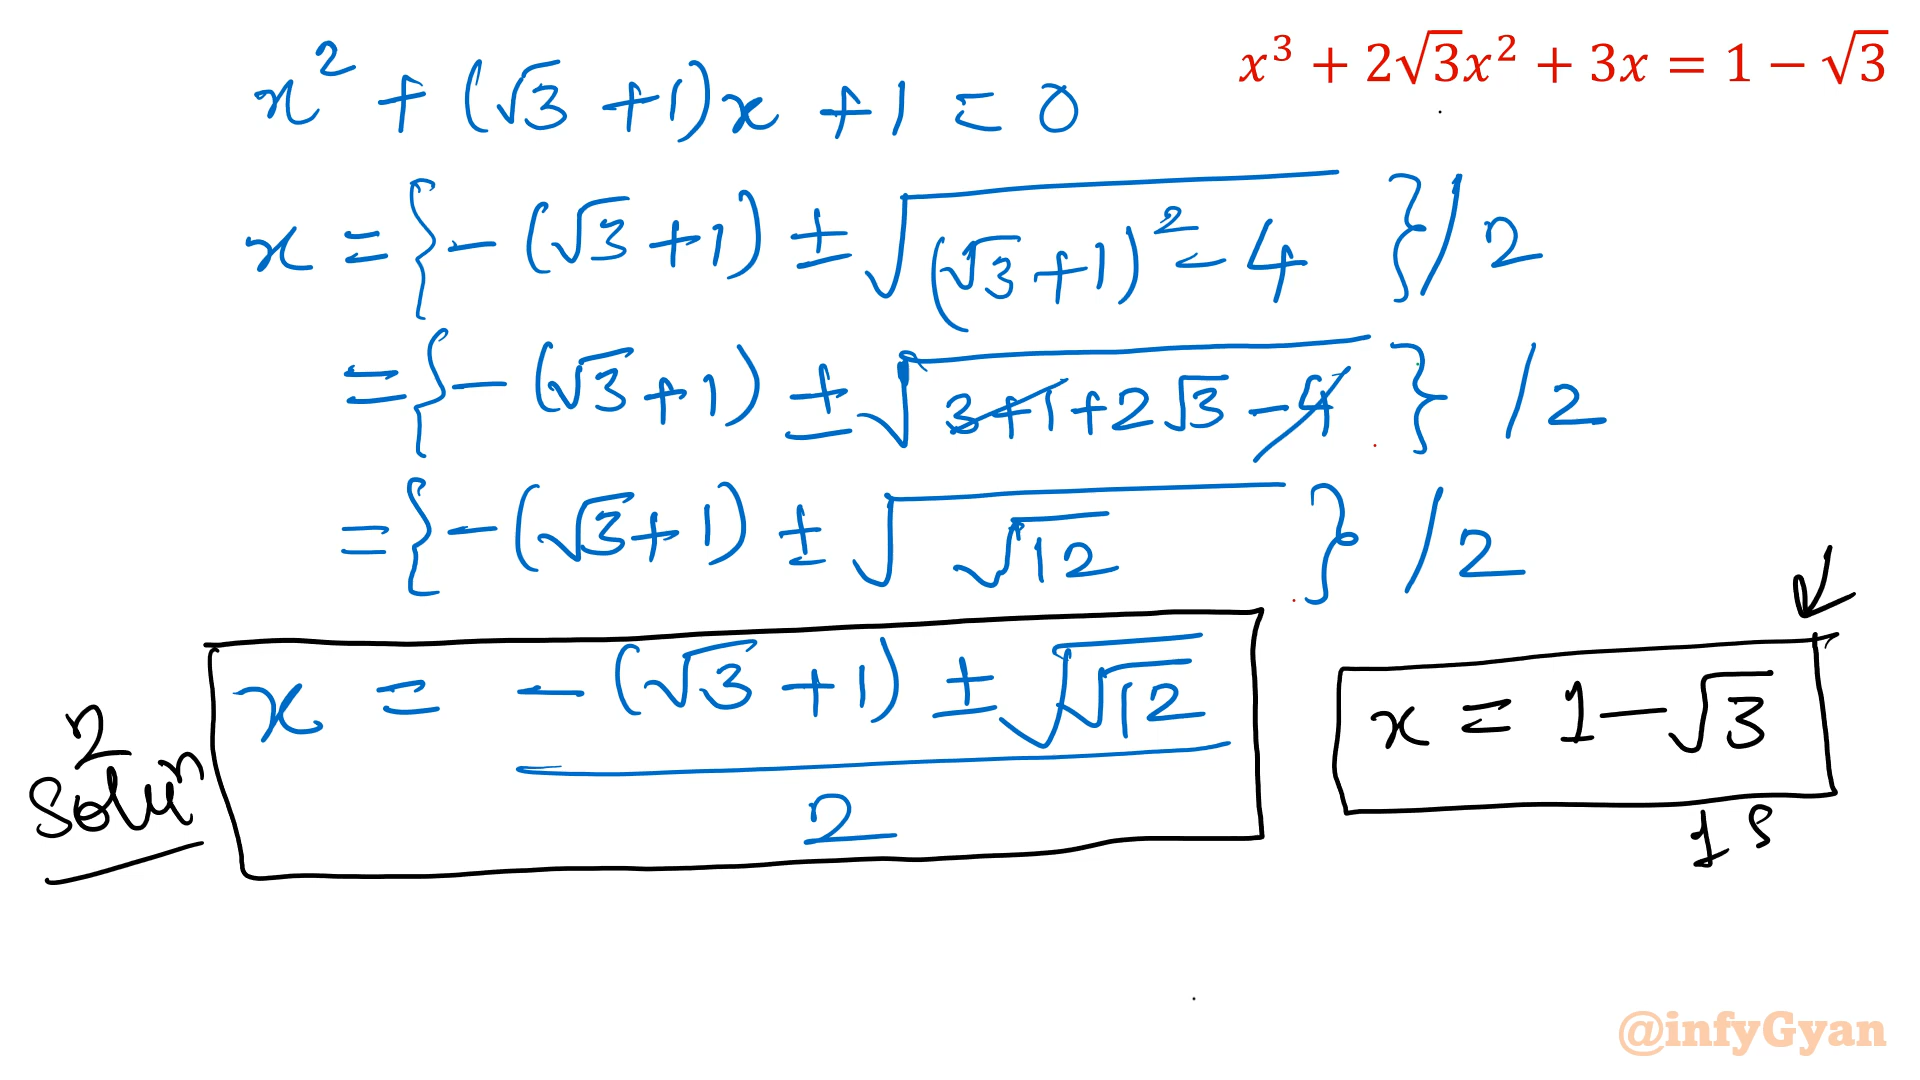 x³ + 2√3x² + 3x = 1 − √3
x² + (√3 + 1)x + 1 = 0
x = {−(√3 + 1) ± √((√3 + 1)² − 4)} / 2
= {−(√3 + 1) ± √(3 + 1 + 2√3 − 4)} / 2
= {−(√3 + 1) ± √(√12)} / 2
x = (−(√3 + 1) ± √(√12)) / 2
2 Soluⁿ
x = 1 − √3
1 S
@infyGyan